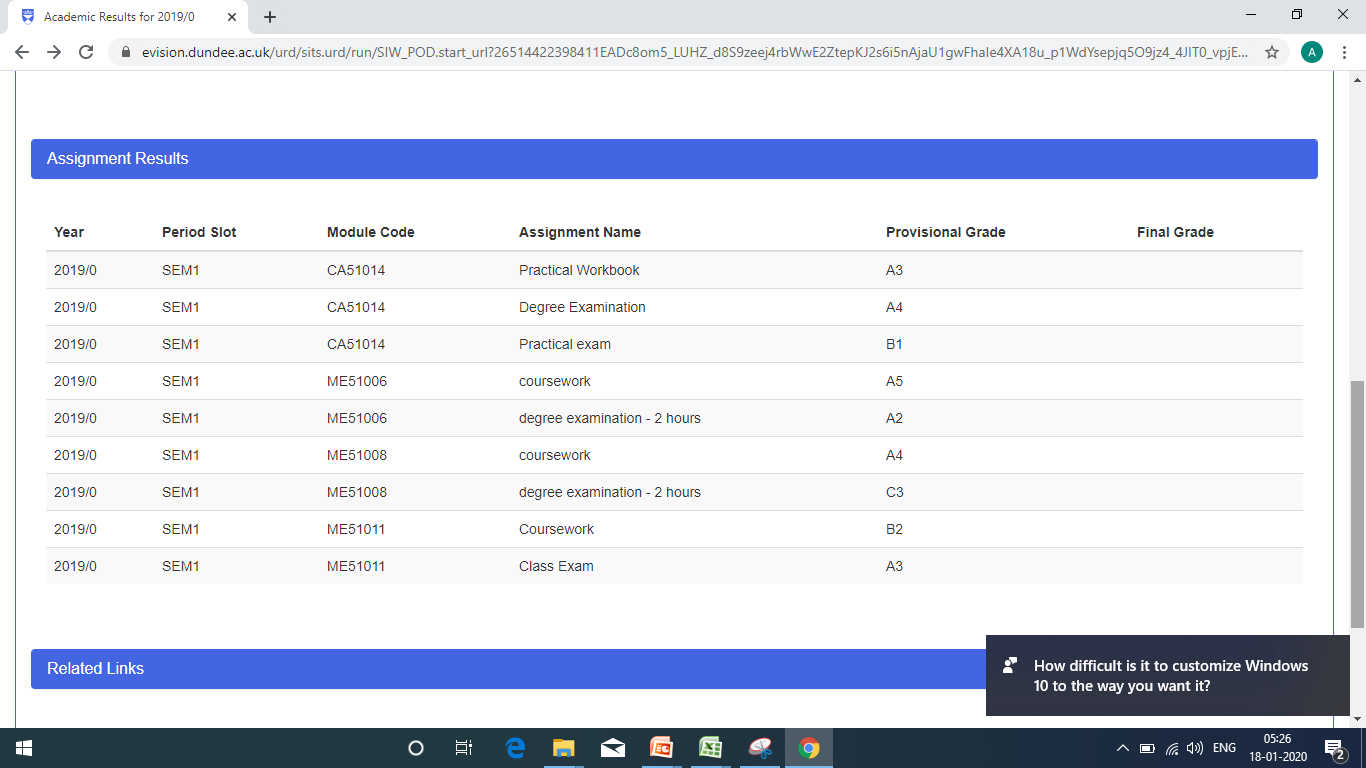 Academic Results for 2019/0
evision.dundee.ac.uk/urd/sits.urd/run/SIW_POD.start_url?26514422398411EADc8om5_LUHZ_d8S9zeej4rbWwE2ZtepKJ2s6i5nAjaU1gwFhale4XA18u_p1WdYsepjq5O9jz4_4JIT0_vpjE...
A
Assignment Results
Year Period Slot Module Code Assignment Name Provisional Grade Final Grade
2019/0 SEM1 CA51014 Practical Workbook A3
2019/0 SEM1 CA51014 Degree Examination A4
2019/0 SEM1 CA51014 Practical exam B1
2019/0 SEM1 ME51006 coursework A5
2019/0 SEM1 ME51006 degree examination - 2 hours A2
2019/0 SEM1 ME51008 coursework A4
2019/0 SEM1 ME51008 degree examination - 2 hours C3
2019/0 SEM1 ME51011 Coursework B2
2019/0 SEM1 ME51011 Class Exam A3
Related Links
How difficult is it to customize Windows
10 to the way you want it?
ENG
05:26
18-01-2020
2